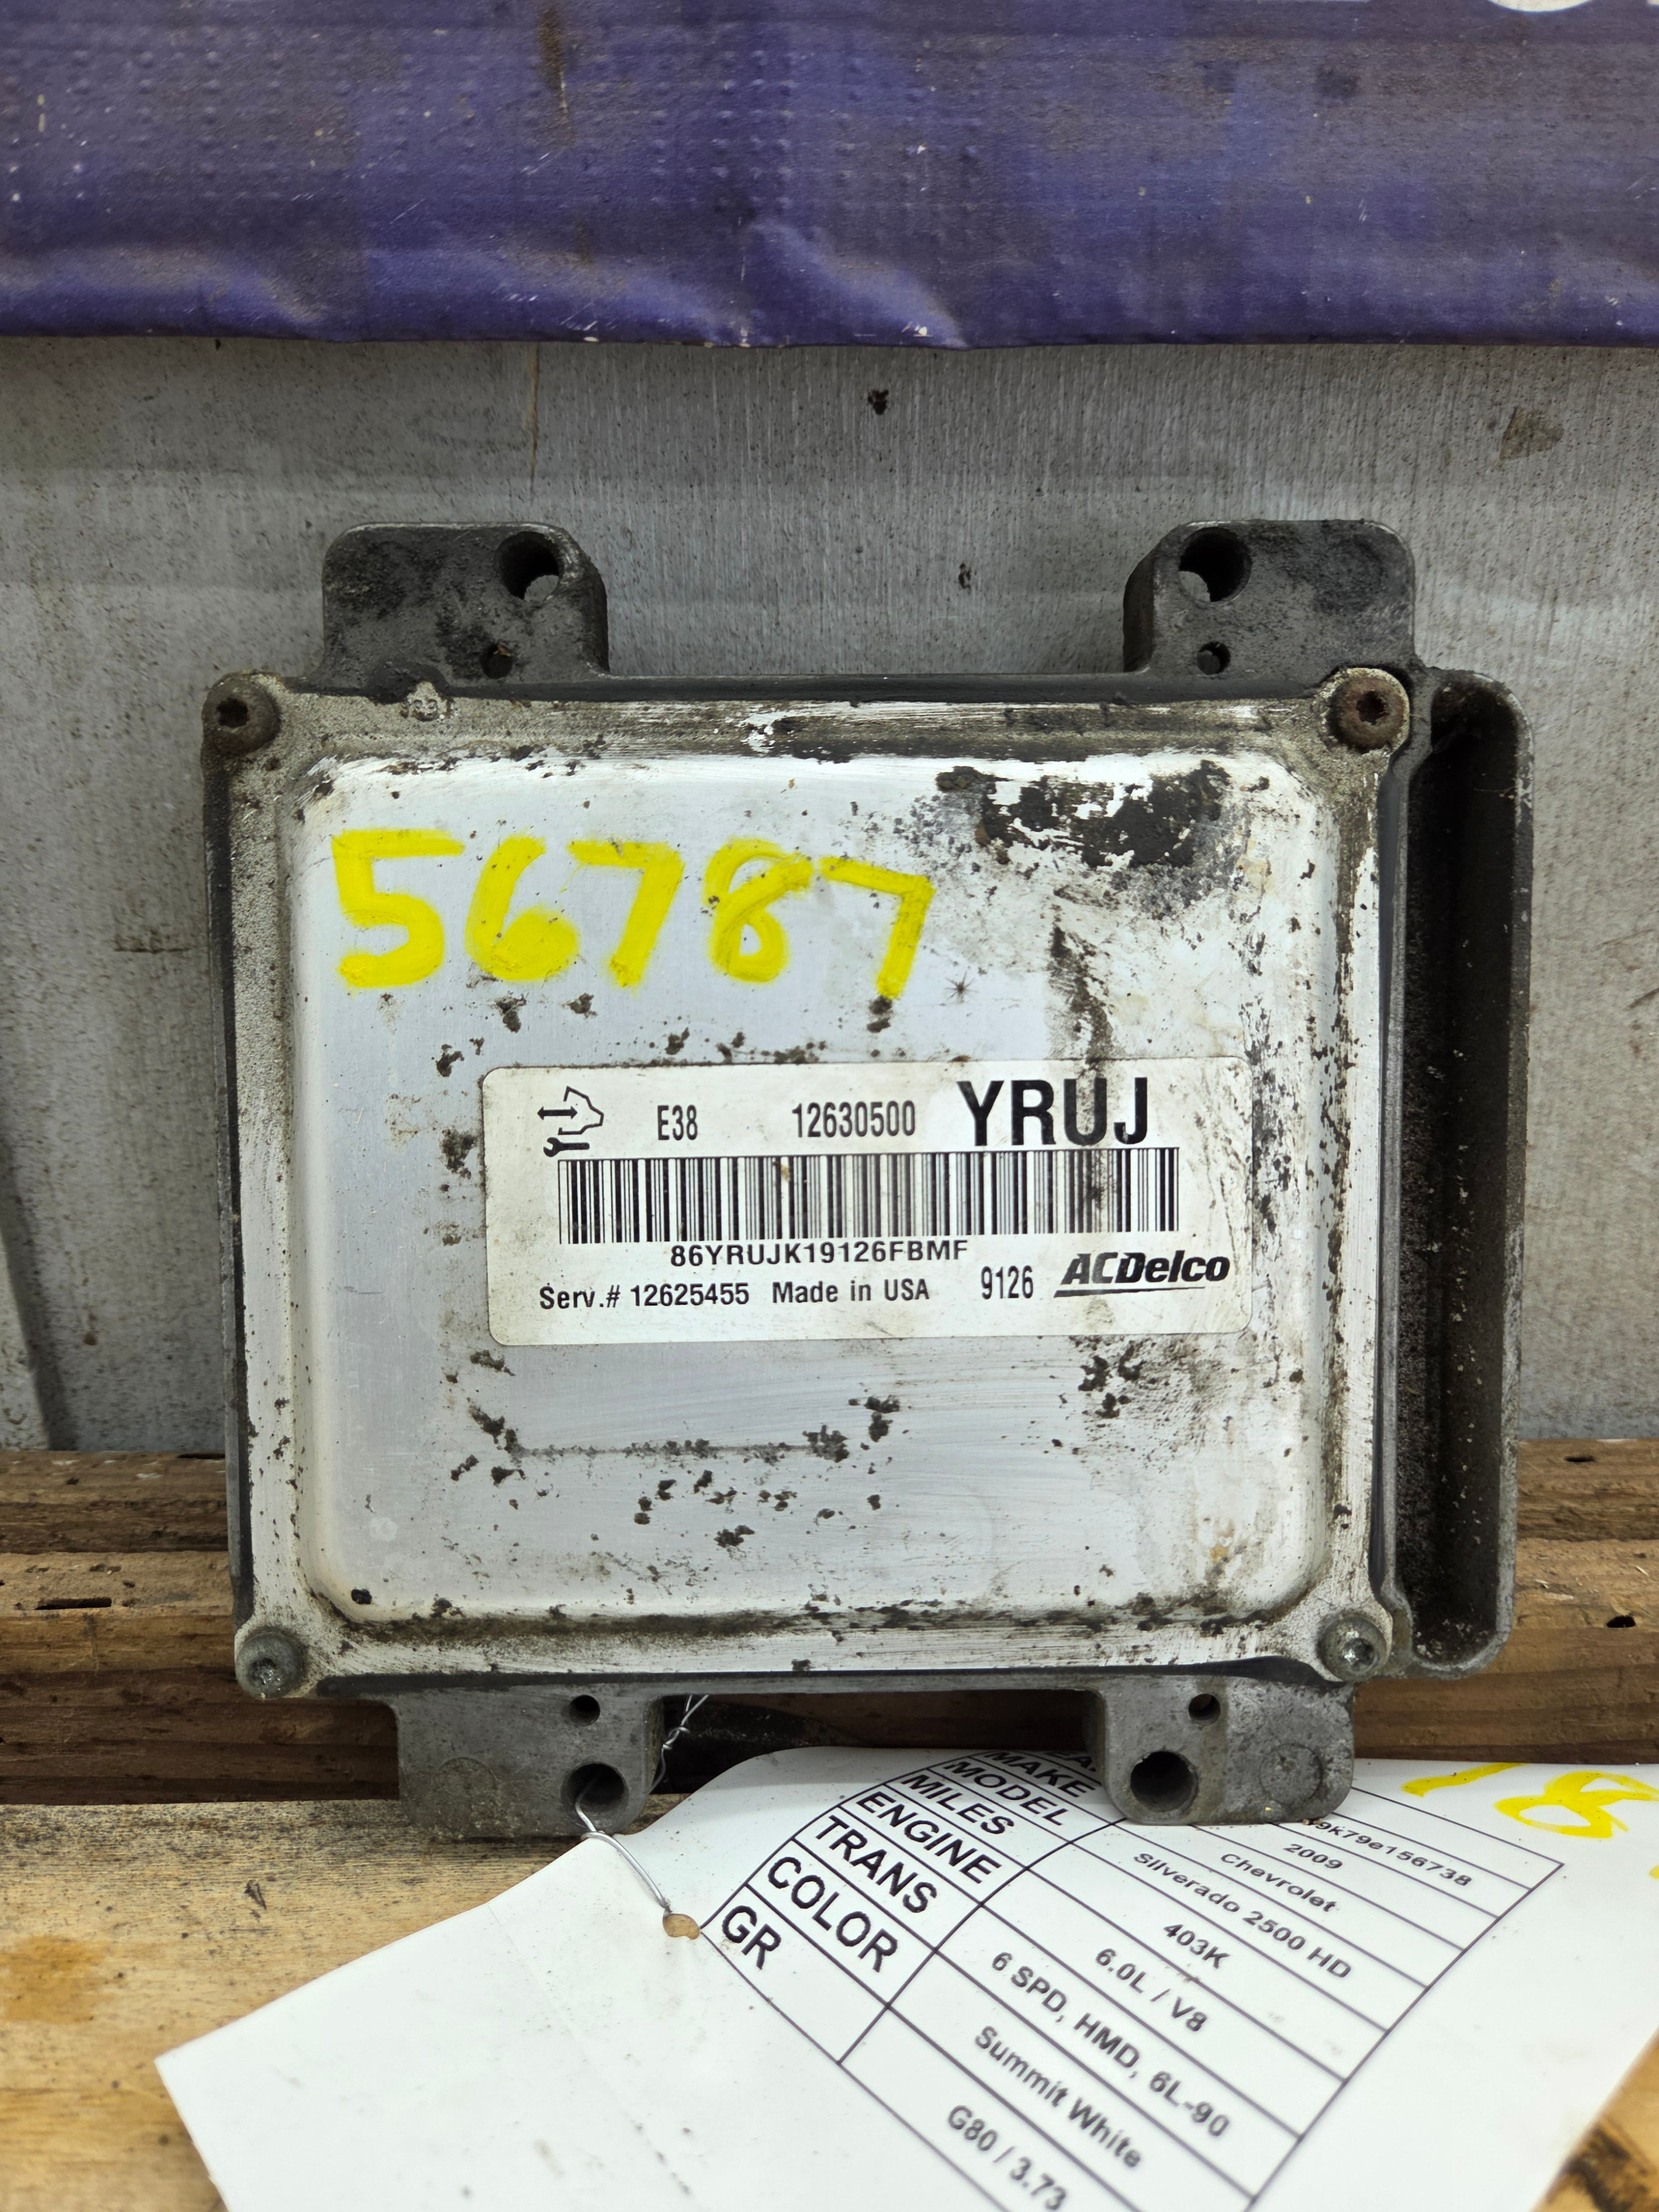 56787
E38 12630500 YRUJ
86YRUJK19126FBMF
Serv.# 12625455 Made in USA 9126 ACDelco
78
9k79e156738
2009
MAKE Chevrolet
MODEL Silverado 2500 HD
MILES 403K
ENGINE 6.0L / V8
TRANS 6 SPD, HMD, 6L-90
COLOR Summit White
GR G80 / 3.73